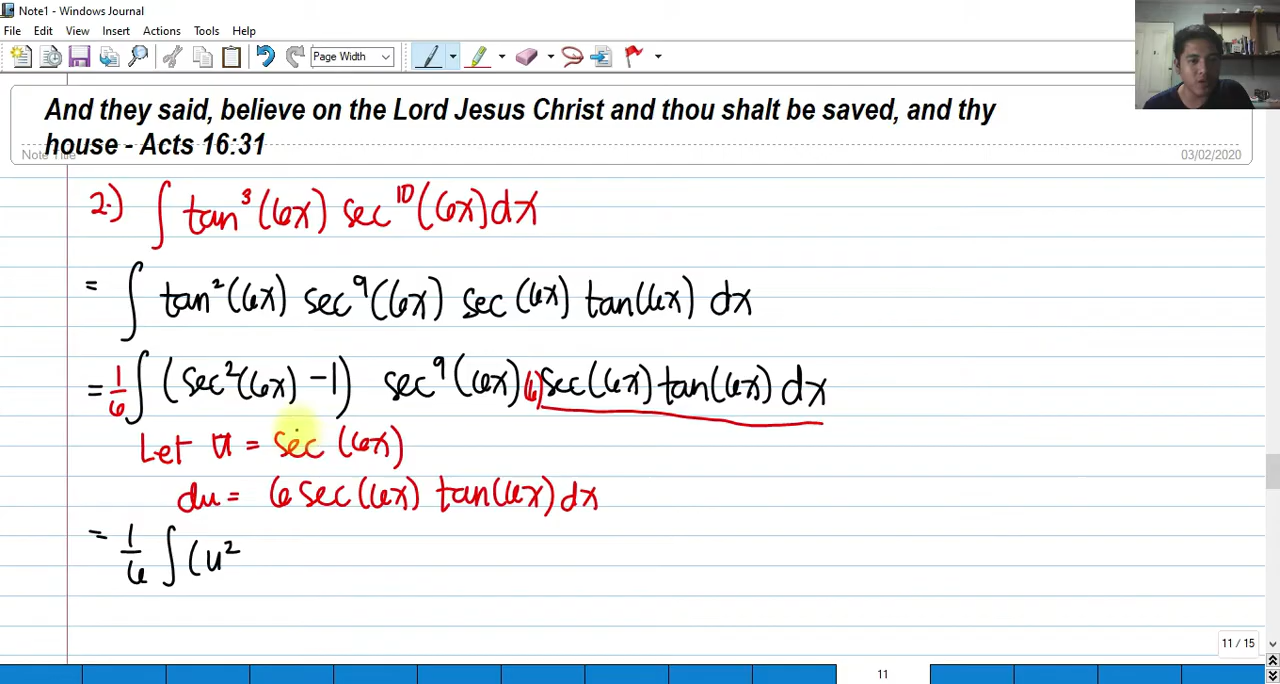 Note1 - Windows Journal
File Edit View Insert Actions Tools Help
Page Width
And they said, believe on the Lord Jesus Christ and thou shalt be saved, and thy
house - Acts 16:31
Note Title
03/02/2020
2.) ∫ tan³(6x) sec¹⁰(6x)dx
= ∫ tan²(6x) sec⁹(6x) sec(6x) tan(6x) dx
= 1/6 ∫ (sec²(6x) -1) sec⁹(6x) (6) sec(6x) tan(6x) dx
Let u = sec (6x)
du = 6 sec(6x) tan(6x) dx
= 1/6 ∫ (u²
11 / 15
11